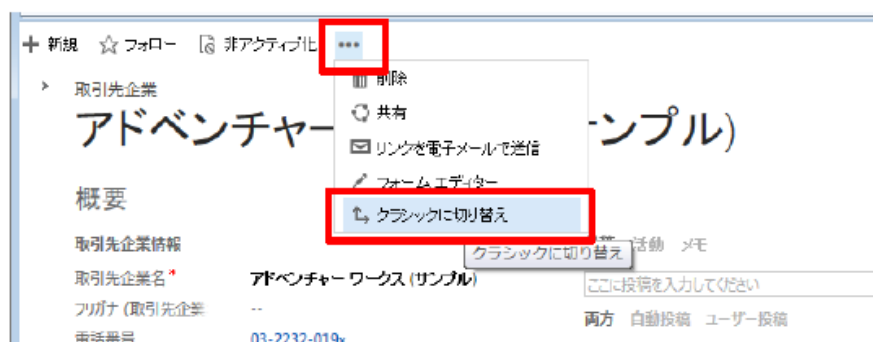 新規 フォロー 非アクティブ化 •••
削除
共有
リンクを電子メールで送信
フォーム エディター
クラシックに切り替え
クラシックに切り替え
取引先企業
アドベンチャー ンプル)
概要
取引先企業情報
取引先企業名* アドベンチャー ワークス (サンプル)
フリガナ (取引先企業 --
電話番号 03-2232-019x
活動 メモ
ここに投稿を入力してください
両方 自動投稿 ユーザー投稿